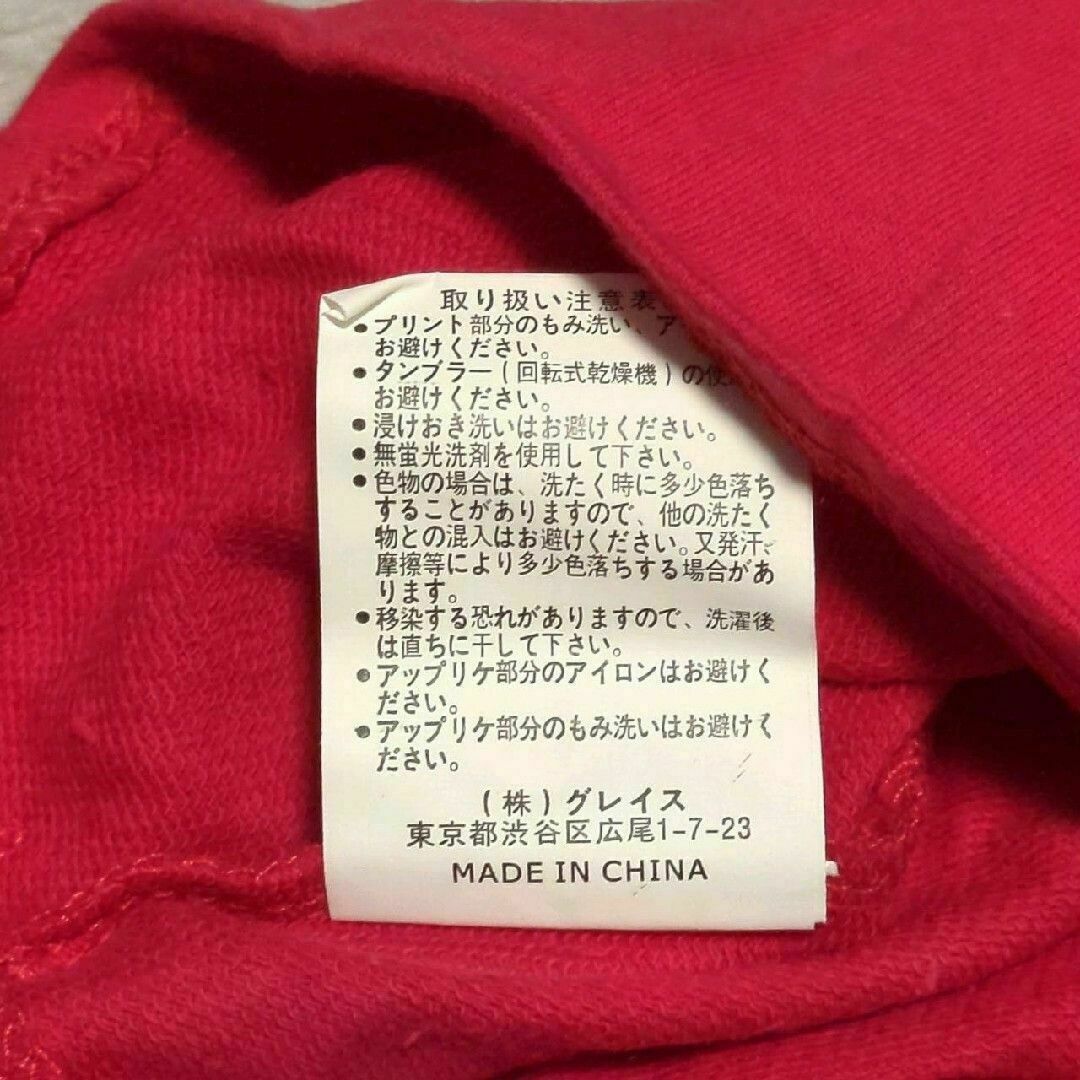 取り扱い注意表
●プリント部分のもみ洗い、ア
お避けください。
●タンブラー(回転式乾燥機)の使
お避けください。
●浸けおき洗いはお避けください。
●無蛍光洗剤を使用して下さい。
●色物の場合は、洗たく時に多少色落ち
することがありますので、他の洗たく
物との混入はお避けください。又発汗、
摩擦等により多少色落ちする場合があ
ります。
●移染する恐れがありますので、洗濯後
は直ちに干して下さい。
●アップリケ部分のアイロンはお避けく
ださい。
●アップリケ部分のもみ洗いはお避けく
ださい。
(株)グレイス
東京都渋谷区広尾1-7-23
MADE IN CHINA